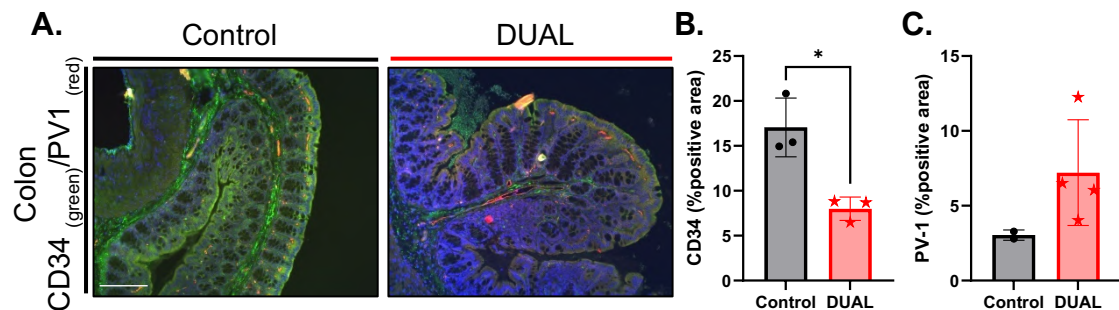 A.
Control
DUAL
Colon
CD34 (green)/PV1 (red)
B.
CD34 (%positive area)
25
20
15
10
5
0
*
Control
DUAL
C.
PV-1 (%positive area)
15
10
5
0
Control
DUAL